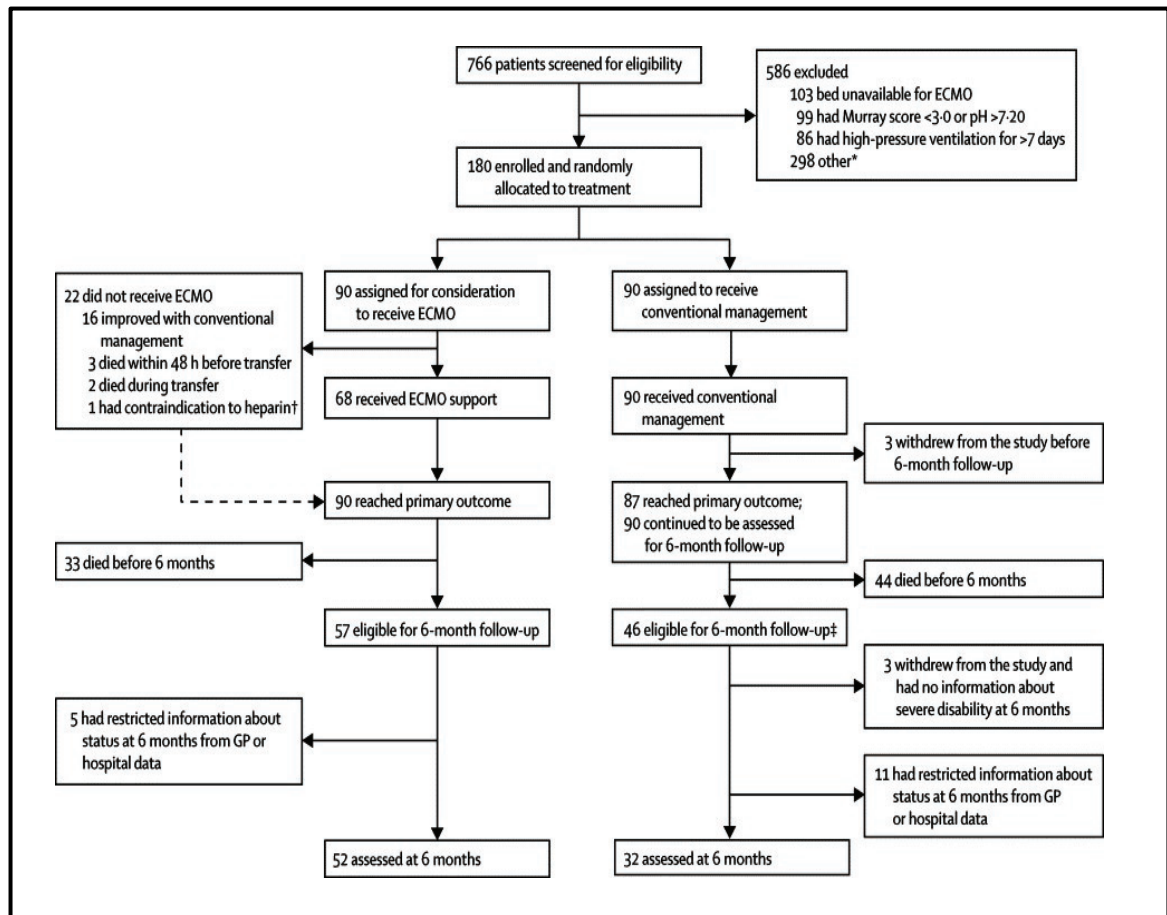 766 patients screened for eligibility
586 excluded
103 bed unavailable for ECMO
99 had Murray score <3·0 or pH >7·20
86 had high-pressure ventilation for >7 days
298 other*
180 enrolled and randomly
allocated to treatment
22 did not receive ECMO
16 improved with conventional
management
3 died within 48 h before transfer
2 died during transfer
1 had contraindication to heparin†
90 assigned for consideration
to receive ECMO
90 assigned to receive
conventional management
68 received ECMO support
90 received conventional
management
3 withdrew from the study before
6-month follow-up
90 reached primary outcome
87 reached primary outcome;
90 continued to be assessed
for 6-month follow-up
33 died before 6 months
44 died before 6 months
57 eligible for 6-month follow-up
46 eligible for 6-month follow-up‡
3 withdrew from the study and
had no information about
severe disability at 6 months
5 had restricted information about
status at 6 months from GP or
hospital data
11 had restricted information about
status at 6 months from GP
or hospital data
52 assessed at 6 months
32 assessed at 6 months